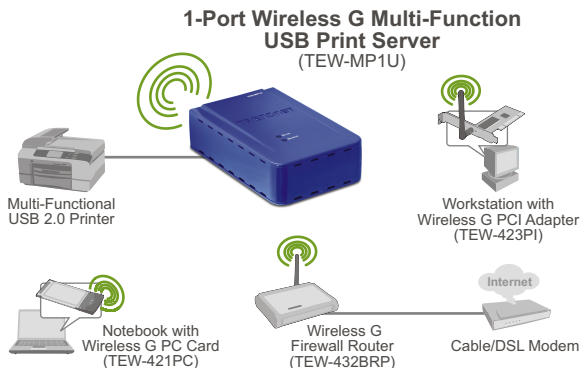 1-Port Wireless G Multi-Function
USB Print Server
(TEW-MP1U)
TRENDNET
Multi-Functional
USB 2.0 Printer
Workstation with
Wireless G PCI Adapter
(TEW-423PI)
Notebook with
Wireless G PC Card
(TEW-421PC)
Wireless G
Firewall Router
(TEW-432BRP)
Internet
Cable/DSL Modem